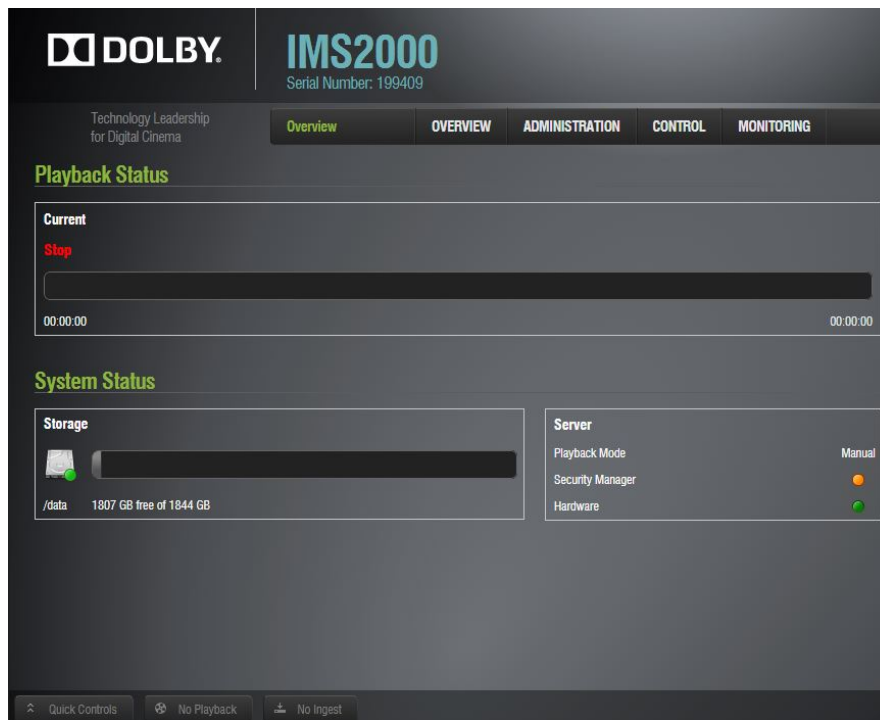 DOLBY.
IMS2000
Serial Number: 199409
Technology Leadership
for Digital Cinema
Overview
OVERVIEW
ADMINISTRATION
CONTROL
MONITORING
Playback Status
Current
Stop
00:00:00
00:00:00
System Status
Storage
/data
1807 GB free of 1844 GB
Server
Playback Mode
Manual
Security Manager
Hardware
Quick Controls
No Playback
No Ingest